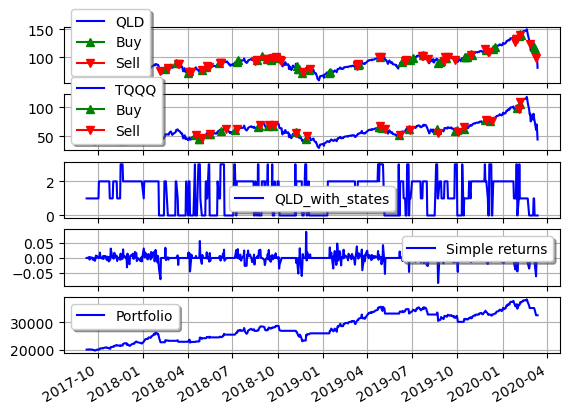 QLD
Buy
Sell
150
100
TQQQ
Buy
Sell
100
50
QLD_with_states
2
0
Simple returns
0.05
0.00
−0.05
Portfolio
30000
20000
2017-10 2018-01 2018-04 2018-07 2018-10 2019-01 2019-04 2019-07 2019-10 2020-01 2020-04